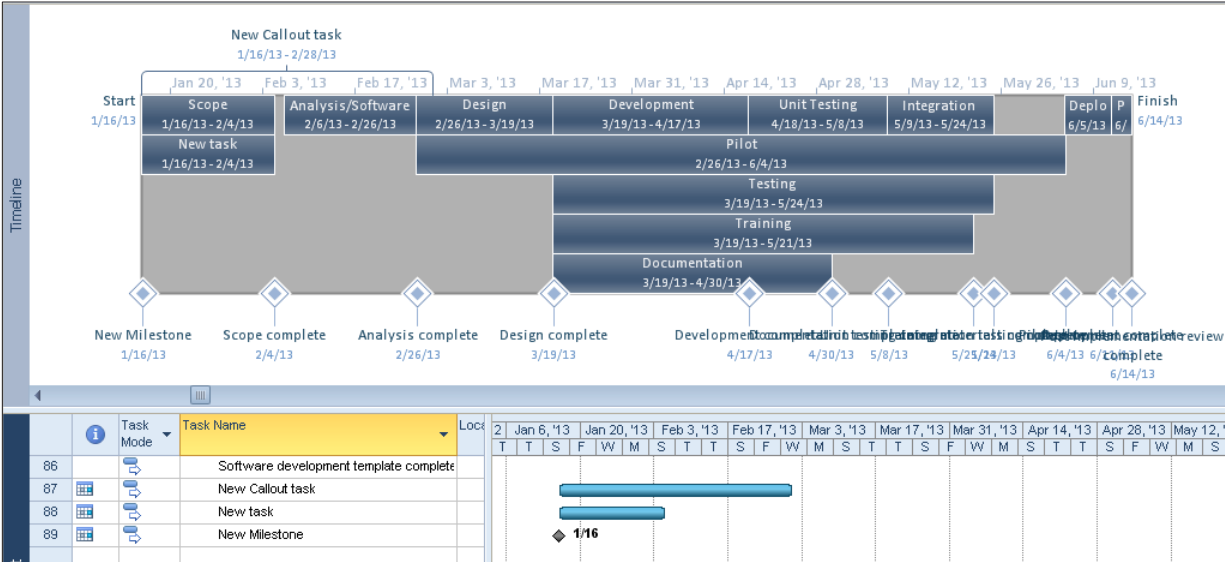 New Callout task
1/16/13 - 2/28/13
Jan 20, '13 Feb 3, '13 Feb 17, '13 Mar 3, '13 Mar 17, '13 Mar 31, '13 Apr 14, '13 Apr 28, '13 May 12, '13 May 26, '13 Jun 9, '13
Start
1/16/13
Scope
1/16/13 - 2/4/13
Analysis/Software
2/6/13 - 2/26/13
Design
2/26/13 - 3/19/13
Development
3/19/13 - 4/17/13
Unit Testing
4/18/13 - 5/8/13
Integration
5/9/13 - 5/24/13
Deplo
6/5/13
P
6/
Finish
6/14/13
New task
1/16/13 - 2/4/13
Pilot
2/26/13 - 6/4/13
Testing
3/19/13 - 5/24/13
Training
3/19/13 - 5/21/13
Documentation
3/19/13 - 4/30/13
Timeline
New Milestone
1/16/13
Scope complete
2/4/13
Analysis complete
2/26/13
Design complete
3/19/13
Development
4/17/13
4/30/13
5/8/13
6/4/13
implementation review
complete
6/14/13
Task Mode Task Name Loca
2 Jan 6, '13 Jan 20, '13 Feb 3, '13 Feb 17, '13 Mar 3, '13 Mar 17, '13 Mar 31, '13 Apr 14, '13 Apr 28, '13 May 12, '
T T S F W M S T T S F W M S T T S F W M S T T S F W M S
86 Software development template complete
87 New Callout task
88 New task
89 New Milestone
1/16